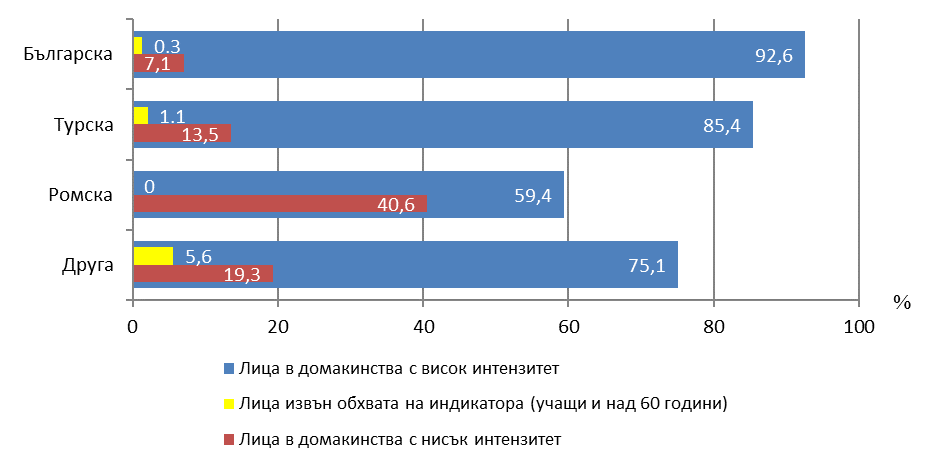 Българска
0.3
7,1
92,6
Турска
1.1
13,5
85,4
Ромска
0
40,6
59,4
Друга
5,6
19,3
75,1
%
0 20 40 60 80 100
Лица в домакинства с висок интензитет
Лица извън обхвата на индикатора (учащи и над 60 години)
Лица в домакинства с нисък интензитет